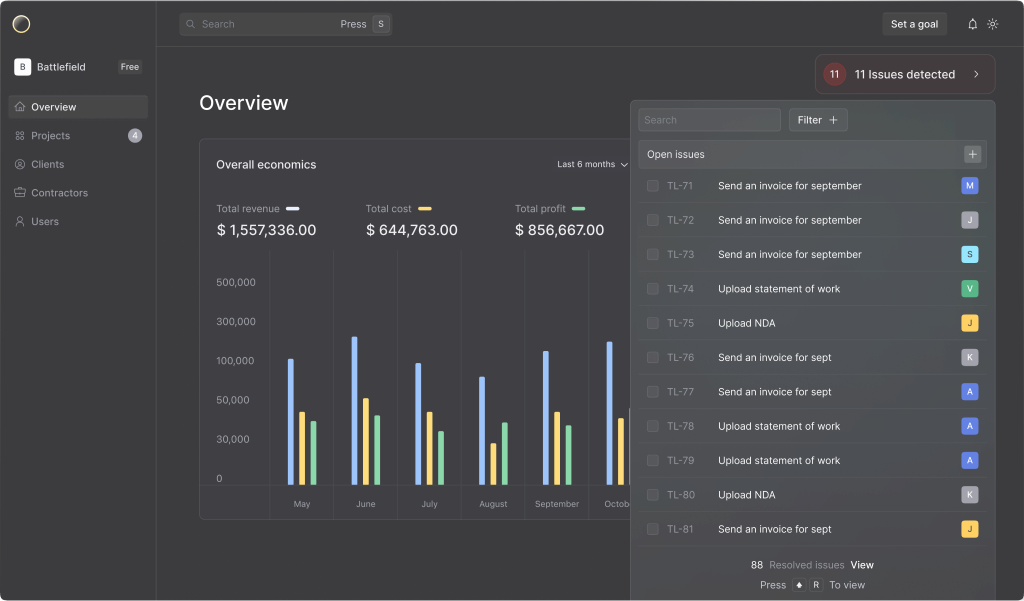 Search Press S
Set a goal
B Battlefield Free
Overview
Projects 4
Clients
Contractors
Users
11 11 Issues detected
Overview
Overall economics
Last 6 months
Total revenue
$ 1,557,336.00
Total cost
$ 644,763.00
Total profit
$ 856,667.00
500,000
300,000
100,000
50,000
30,000
0
May June July August September Octobe
Search
Filter +
Open issues +
TL-71 Send an invoice for september M
TL-72 Send an invoice for september J
TL-73 Send an invoice for september S
TL-74 Upload statement of work V
TL-75 Upload NDA J
TL-76 Send an invoice for sept K
TL-77 Send an invoice for sept A
TL-78 Upload statement of work A
TL-79 Upload statement of work A
TL-80 Upload NDA K
TL-81 Send an invoice for sept J
88 Resolved issues View
Press R To view